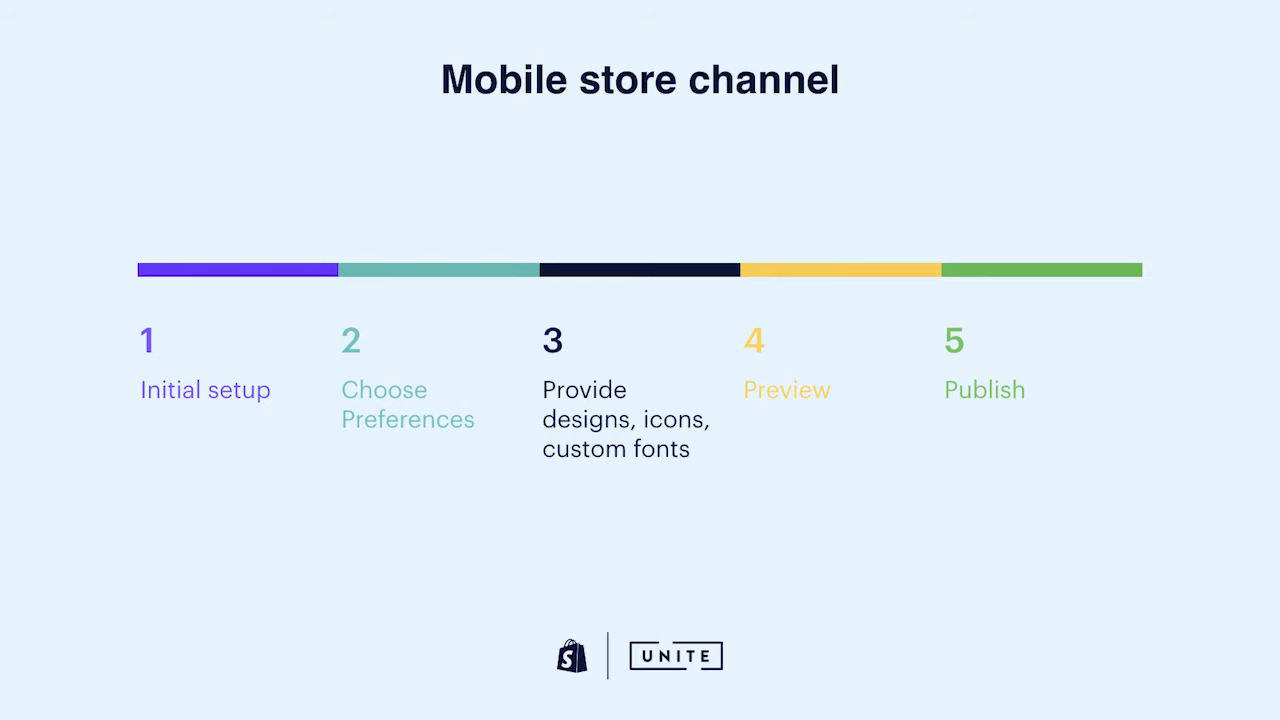 Mobile store channel
1
Initial setup
2
Choose
Preferences
3
Provide
designs, icons,
custom fonts
4
Preview
5
Publish
S
UNITE